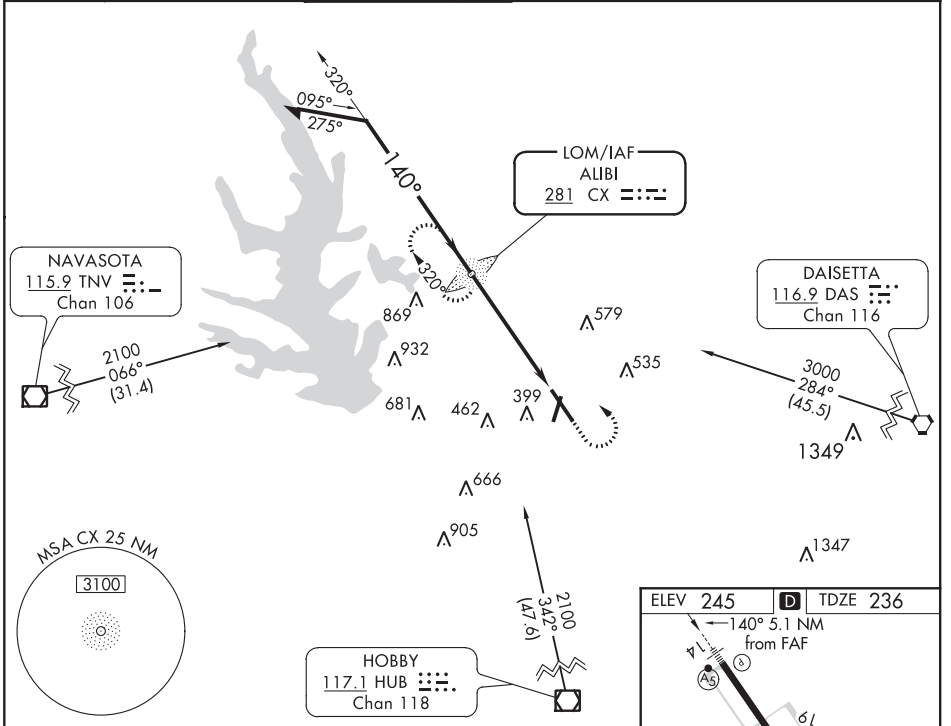 320°
095°
275°
140°
LOM/IAF
ALIBI
281 CX
320°
NAVASOTA
115.9 TNV
Chan 106
2100
066°
(31.4)
869
932
681
462
399
579
535
DAISETTA
116.9 DAS
Chan 116
3000
284°
(45.5)
1349
666
905
1347
MSA CX 25 NM
3100
2100
342°
(47.6)
HOBBY
117.1 HUB
Chan 118
ELEV 245 D TDZE 236
140° 5.1 NM
from FAF
14
A5
19